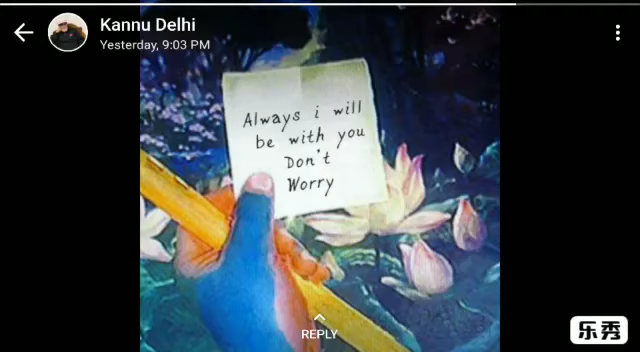 Kannu Delhi
Yesterday, 9:03 PM
Always i will
be with you
Don't
Worry
REPLY
乐秀